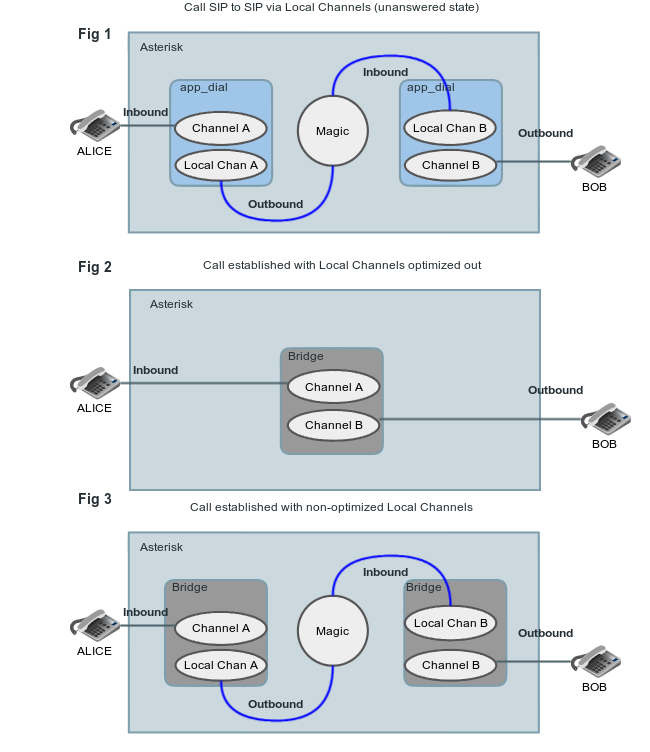 Call SIP to SIP via Local Channels (unanswered state)
Fig 1
Asterisk
app_dial
Inbound
app_dial
Inbound
Channel A
Magic
Local Chan B
Outbound
ALICE
Local Chan A
Channel B
BOB
Outbound
Fig 2
Call established with Local Channels optimized out
Asterisk
Bridge
Inbound
Channel A
Outbound
ALICE
Channel B
BOB
Fig 3
Call established with non-optimized Local Channels
Asterisk
Inbound
Bridge
Bridge
Inbound
Channel A
Magic
Local Chan B
Outbound
ALICE
Local Chan A
Channel B
BOB
Outbound